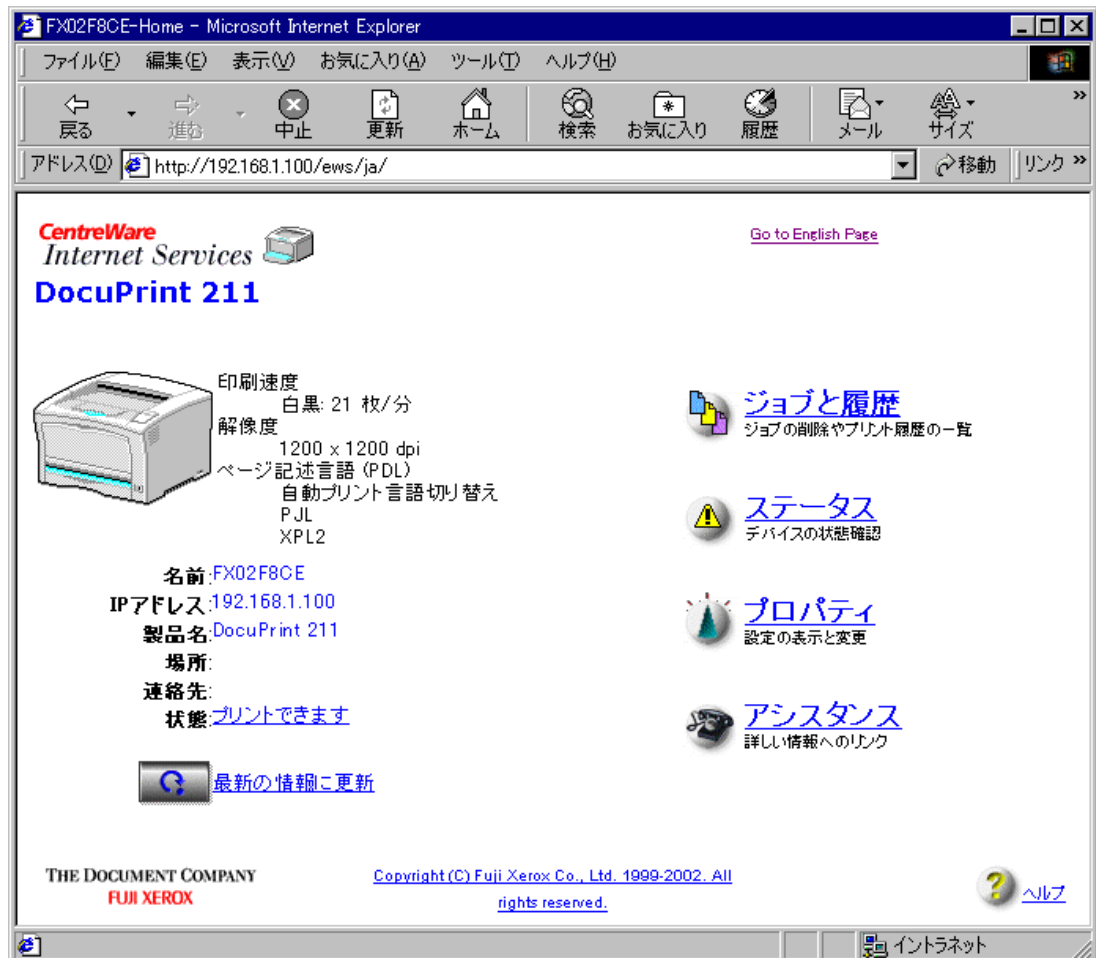 FX02F8CE-Home - Microsoft Internet Explorer
ファイル(F) 編集(E) 表示(V) お気に入り(A) ツール(T) ヘルプ(H)
戻る 進む 中止 更新 ホーム 検索 お気に入り 履歴 メール サイズ »
アドレス(D) http://192.168.1.100/ews/ja/ 移動 リンク »
CentreWare
Internet Services
Go to English Page
DocuPrint 211
印刷速度
白黒: 21 枚/分
解像度
1200 x 1200 dpi
ページ記述言語 (PDL)
自動プリント言語切り替え
PJL
XPL2
名前:FX02F8CE
IPアドレス:192.168.1.100
製品名:DocuPrint 211
場所:
連絡先:
状態:プリントできます
最新の情報に更新
ジョブと履歴
ジョブの削除やプリント履歴の一覧
ステータス
デバイスの状態確認
プロパティ
設定の表示と変更
アシスタンス
詳しい情報へのリンク
THE DOCUMENT COMPANY
FUJI XEROX
Copyright (C) Fuji Xerox Co., Ltd. 1999-2002. All
rights reserved.
ヘルプ
イントラネット